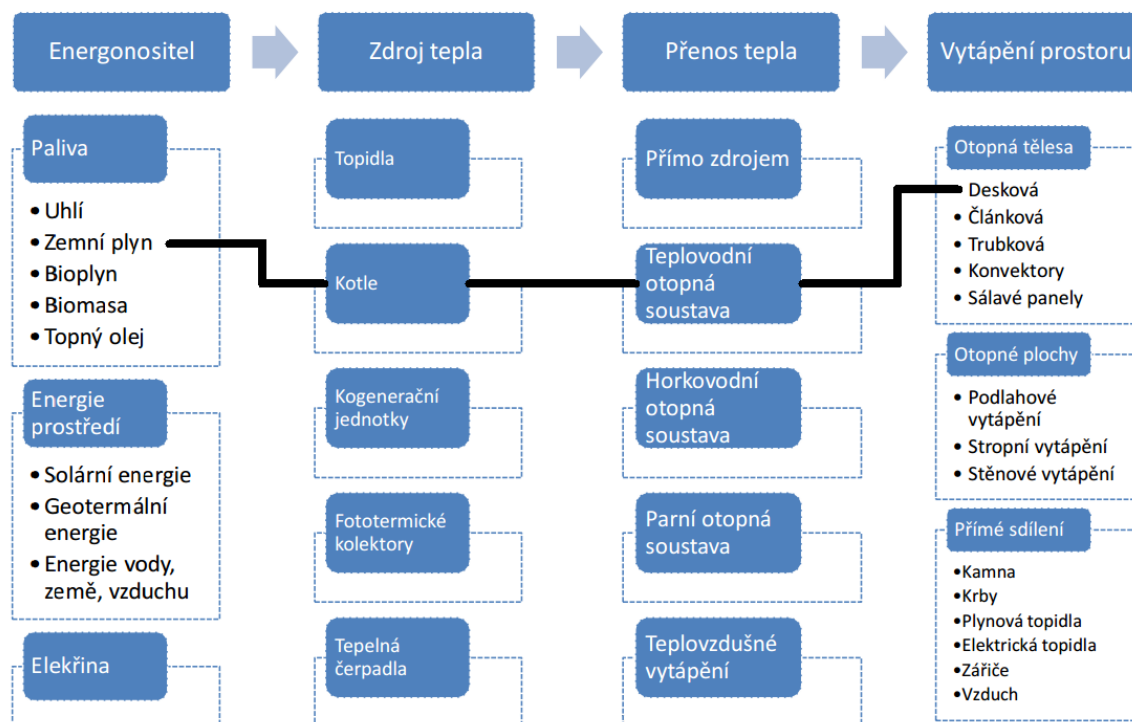 Energonositel
Zdroj tepla
Přenos tepla
Vytápění prostoru
Paliva
• Uhlí
• Zemní plyn
• Bioplyn
• Biomasa
• Topný olej
Energie
prostředí
• Solární energie
• Geotermální
energie
• Energie vody,
země, vzduchu
Elekřina
Topidla
Kotle
Kogenerační
jednotky
Fototermické
kolektory
Tepelná
čerpadla
Přímo zdrojem
Teplovodní
otopná
soustava
Horkovodní
otopná
soustava
Parní otopná
soustava
Teplovzdušné
vytápění
Otopná tělesa
• Desková
• Článková
• Trubková
• Konvektory
• Sálavé panely
Otopné plochy
• Podlahové
vytápění
• Stropní vytápění
• Stěnové vytápění
Přímé sdílení
•Kamna
•Krby
•Plynová topidla
•Elektrická topidla
•Zářiče
•Vzduch